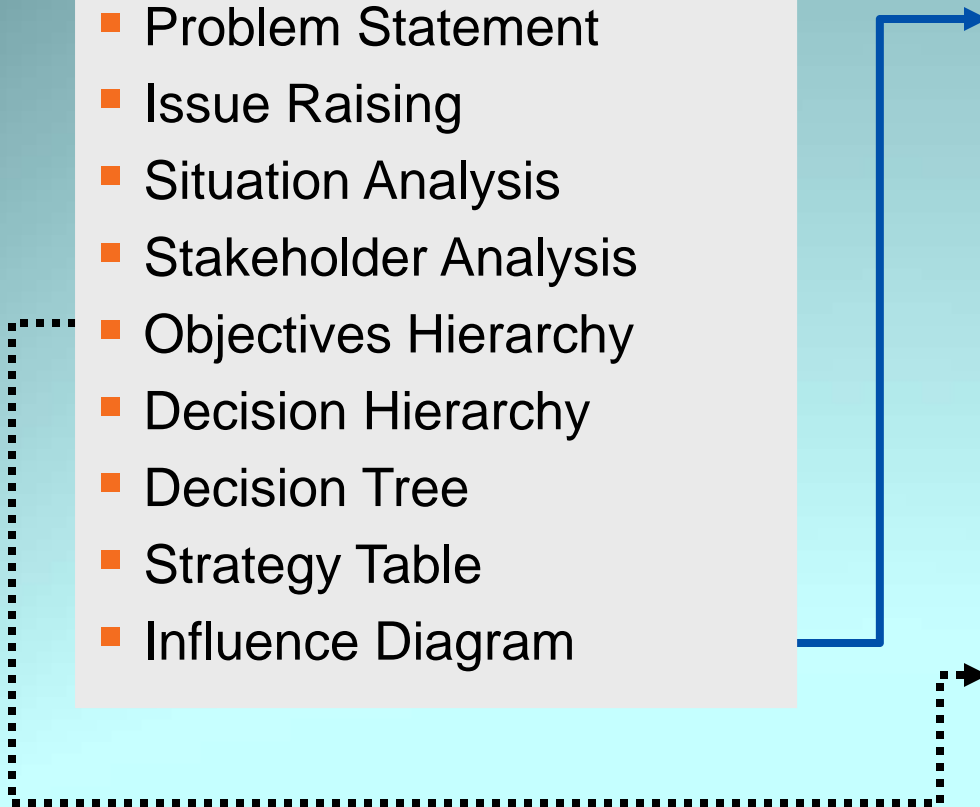 Problem Statement
Issue Raising
Situation Analysis
Stakeholder Analysis
Objectives Hierarchy
Decision Hierarchy
Decision Tree
Strategy Table
Influence Diagram